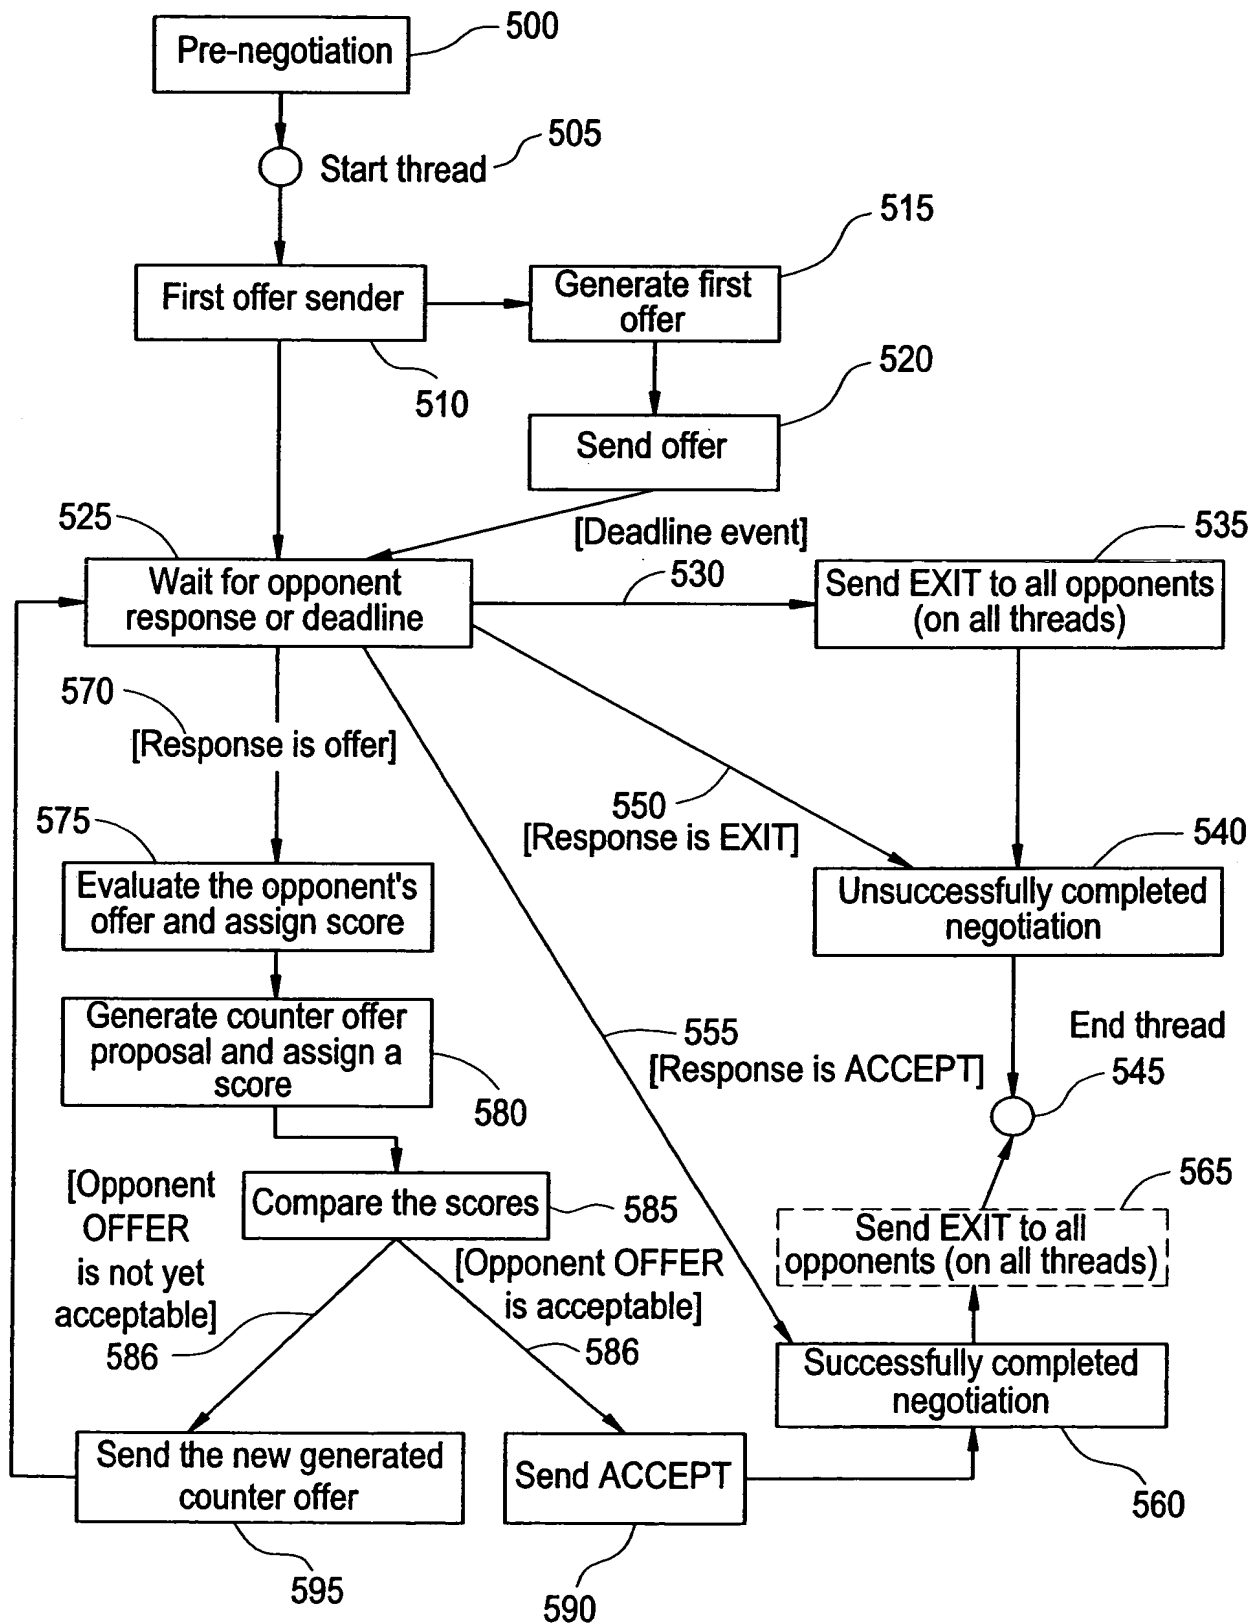 500
Pre-negotiation
505
Start thread
515
First offer sender
Generate first
offer
510
520
Send offer
525
[Deadline event]
530
535
Wait for opponent
response or deadline
Send EXIT to all opponents
(on all threads)
570
[Response is offer]
550
[Response is EXIT]
575
540
Evaluate the opponent's
offer and assign score
Unsuccessfully completed
negotiation
Generate counter offer
proposal and assign a
score
580
555
[Response is ACCEPT]
End thread
545
[Opponent
OFFER
is not yet
acceptable]
586
Compare the scores
585
[Opponent OFFER
is acceptable]
586
565
Send EXIT to all
opponents (on all threads)
Successfully completed
negotiation
560
Send the new generated
counter offer
595
Send ACCEPT
590